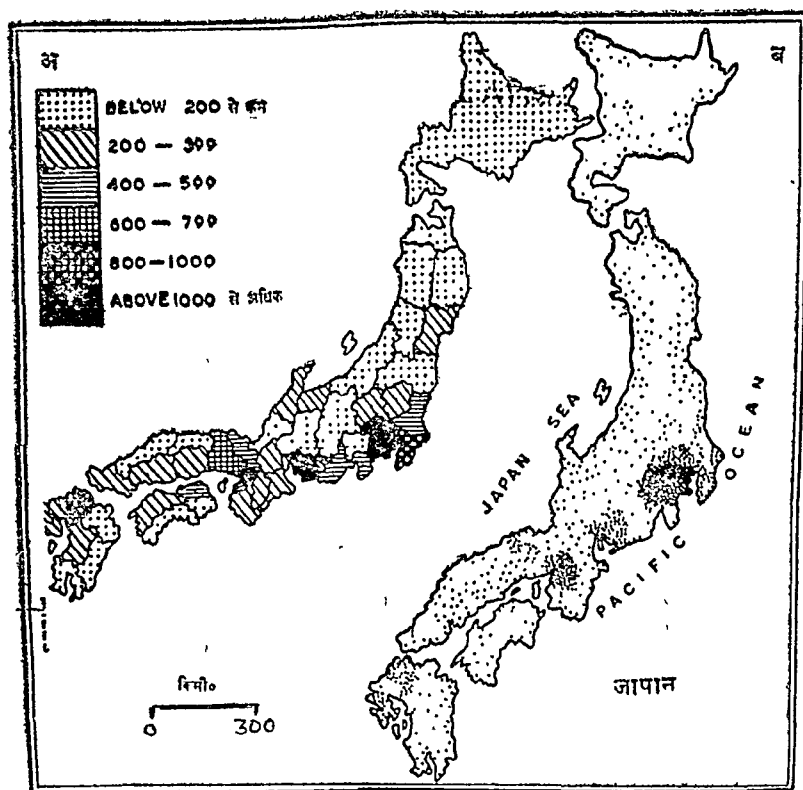 अ
ब
BELOW 200 से कम
200 — 399
400 — 599
600 — 799
800 — 1000
ABOVE 1000 से अधिक
JAPAN SEA
PACIFIC OCEAN
जापान
किमी०
0 300